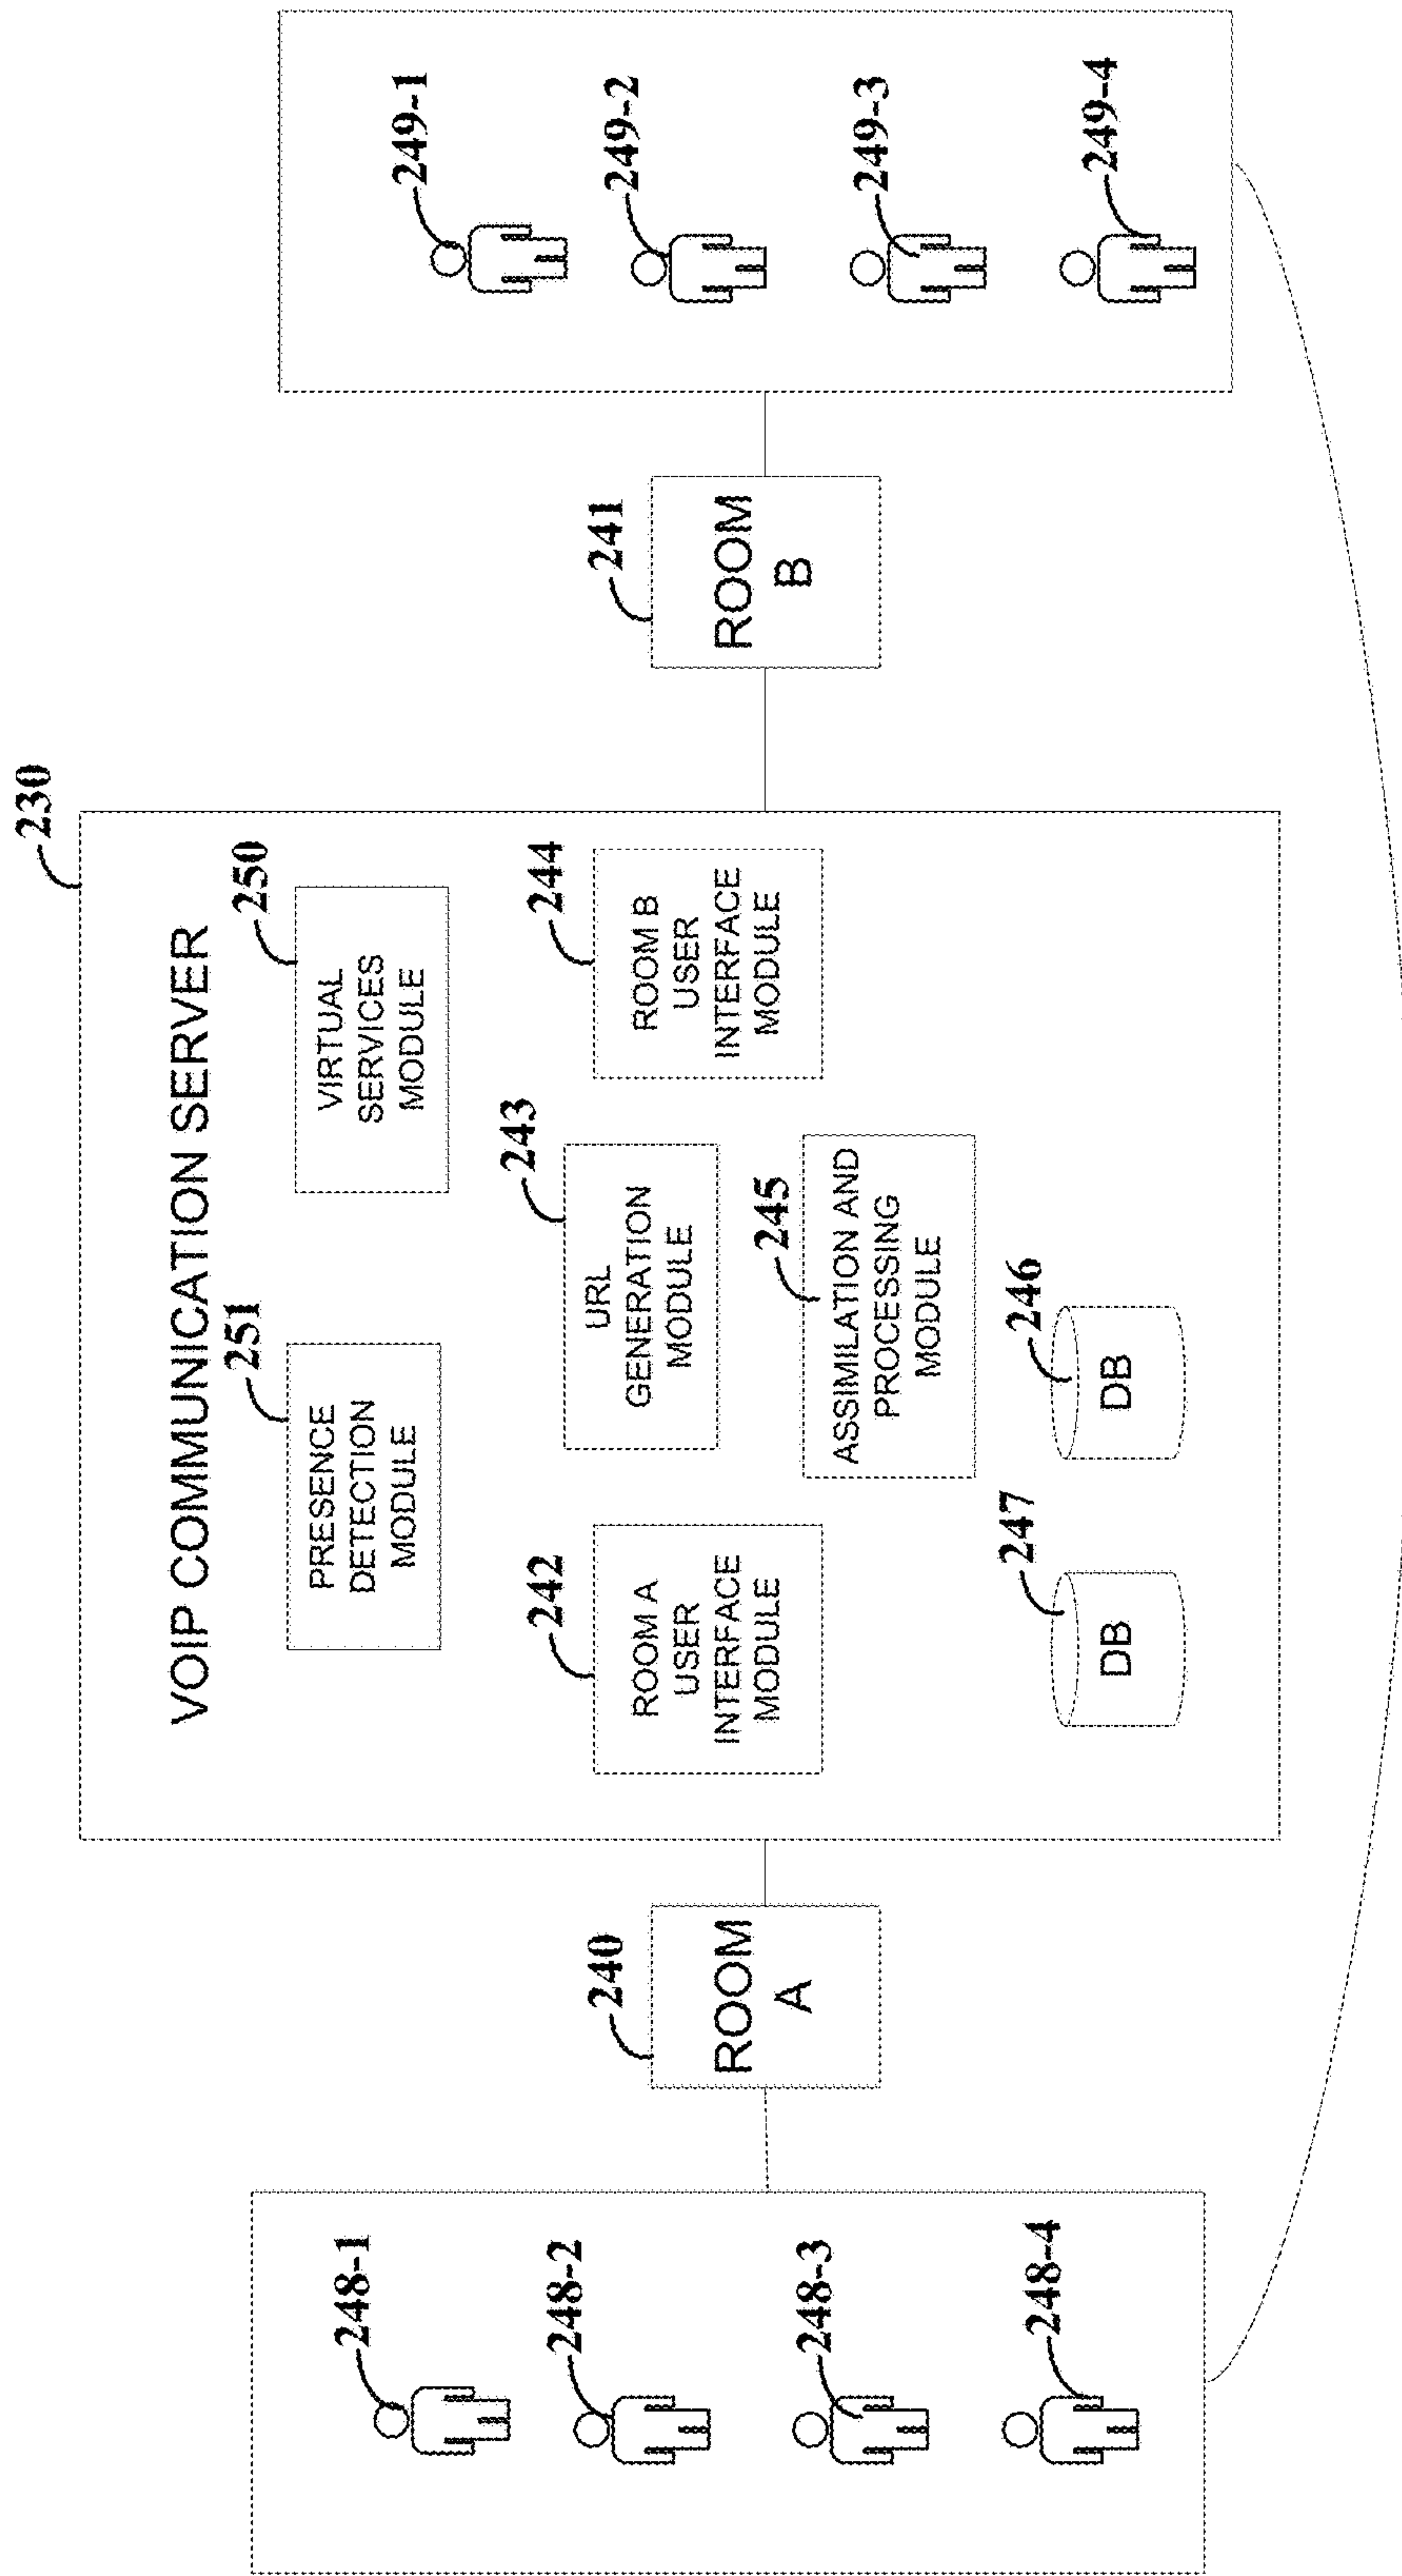 230
VOIP COMMUNICATION SERVER
251
PRESENCE
DETECTION
MODULE
250
VIRTUAL
SERVICES
MODULE
242
ROOM A
USER
INTERFACE
MODULE
243
URL
GENERATION
MODULE
244
ROOM B
USER
INTERFACE
MODULE
245
ASSIMILATION AND
PROCESSING
MODULE
247
DB
246
DB
240
ROOM
A
241
ROOM
B
248-1
248-2
248-3
248-4
249-1
249-2
249-3
249-4